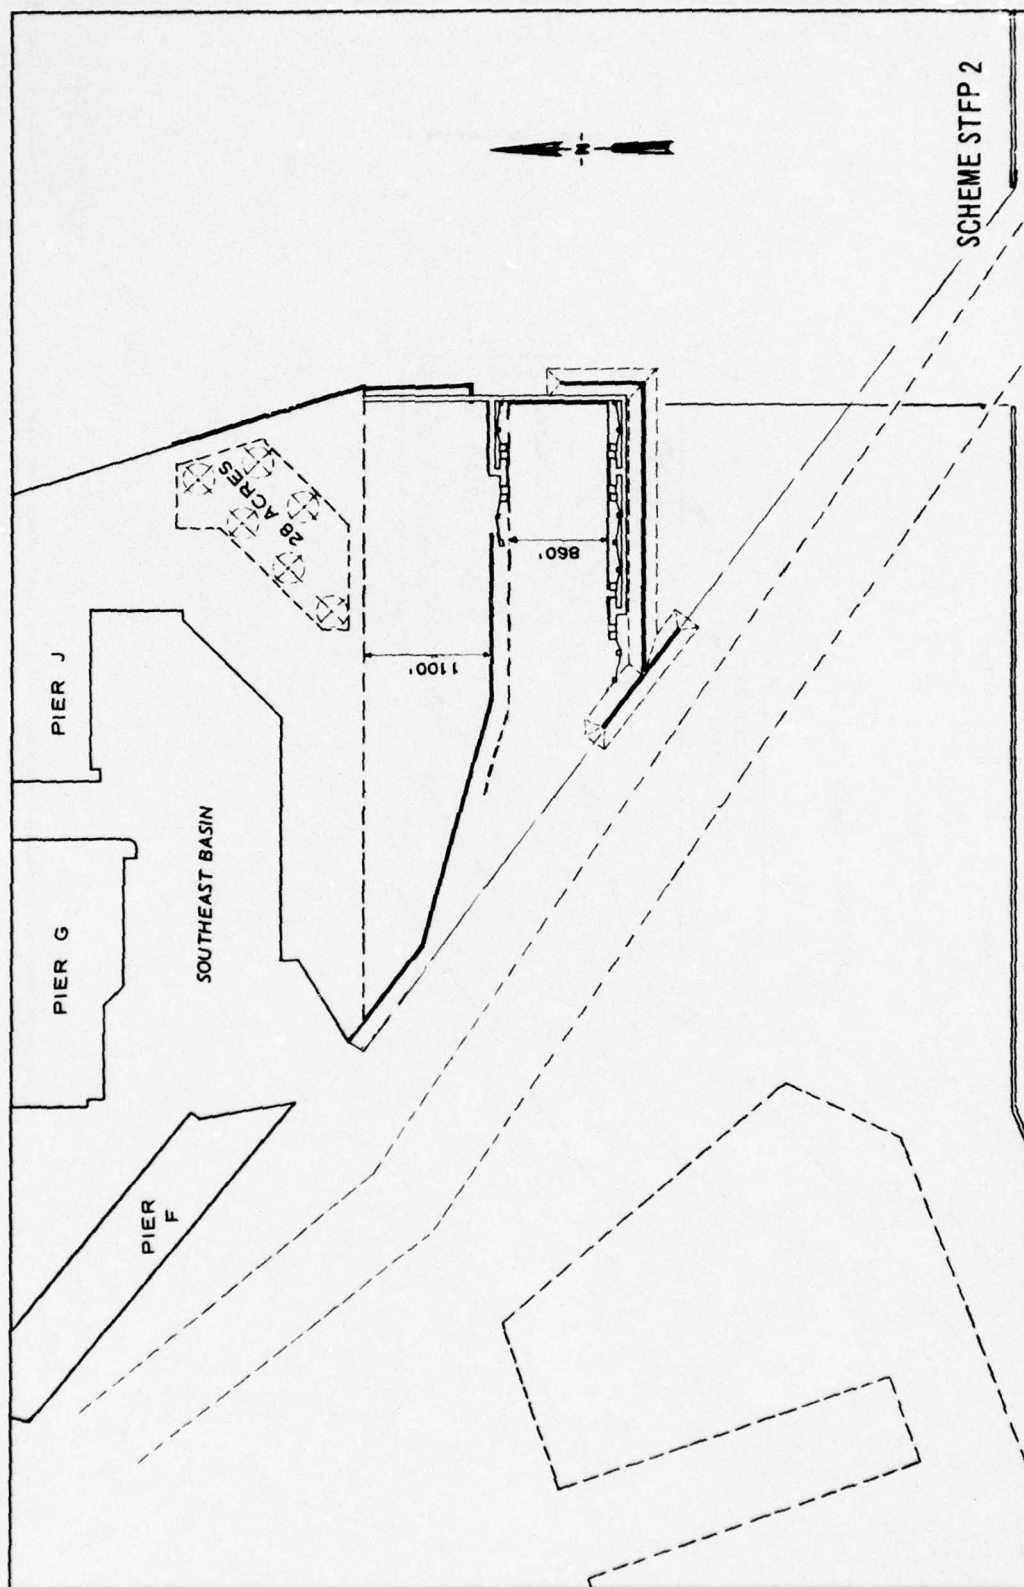 PIER J
PIER G
PIER
F
SOUTHEAST BASIN
28 ACRES
1100'
860'
N
SCHEME STFP 2